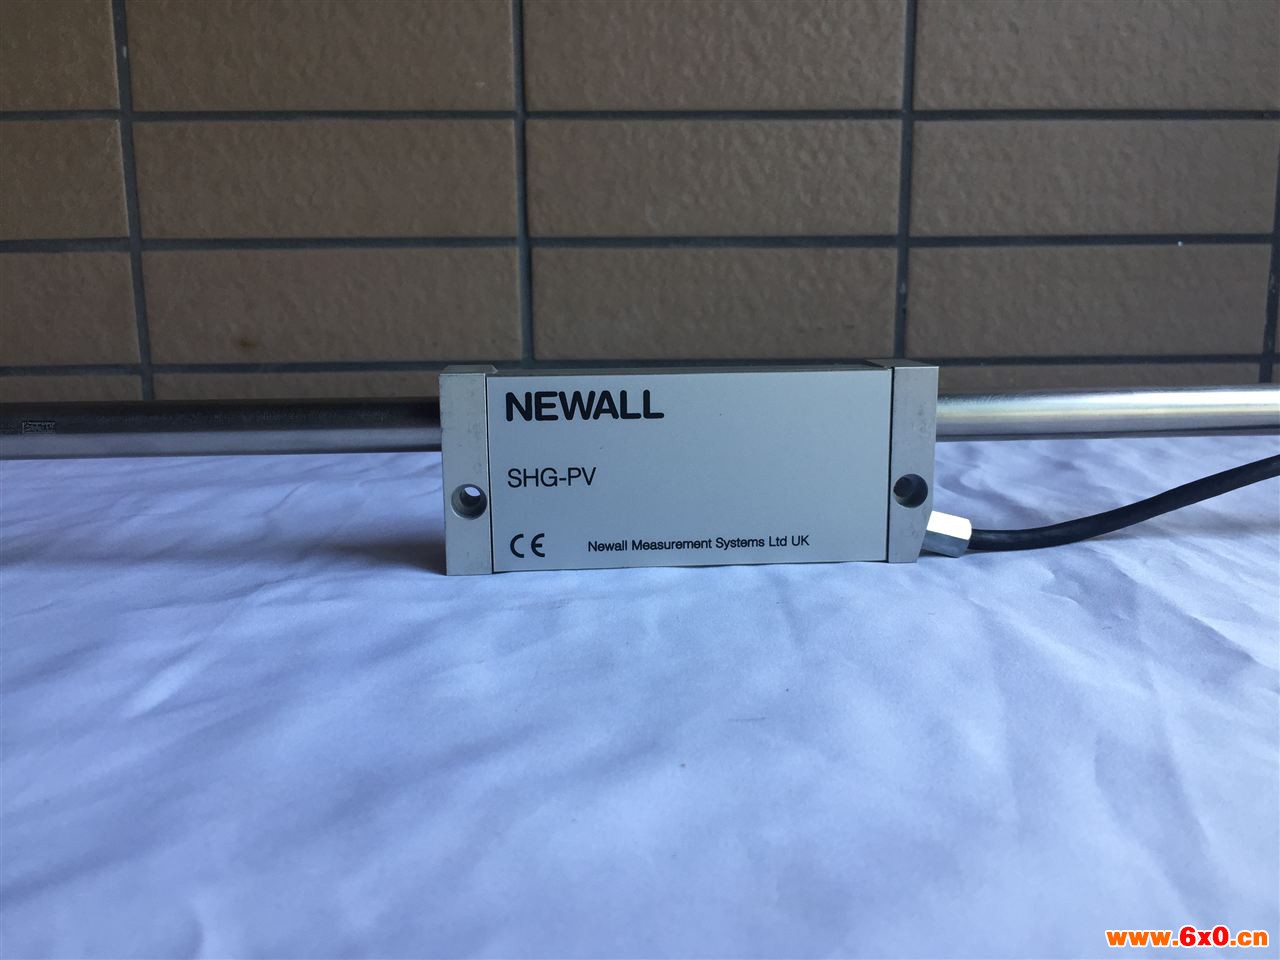 NEWALL
SHG-PV
CE
Newall Measurement Systems Ltd UK
www.6x0.cn